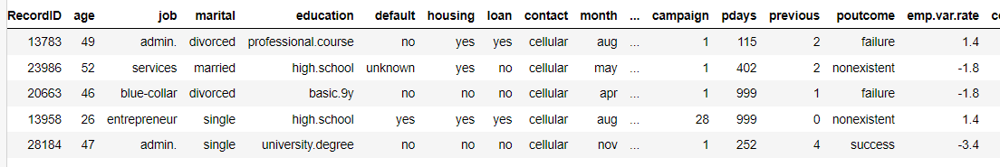 RecordID age job marital education default housing loan contact month ... campaign pdays previous poutcome emp.var.rate
13783 49 admin. divorced professional.course no yes yes cellular aug ... 1 115 2 failure 1.4
23986 52 services married high.school unknown yes no cellular may ... 1 402 2 nonexistent -1.8
20663 46 blue-collar divorced basic.9y no no no cellular apr ... 1 999 1 failure -1.8
13958 26 entrepreneur single high.school yes yes yes cellular aug ... 28 999 0 nonexistent 1.4
28184 47 admin. single university.degree no no no cellular nov ... 1 252 4 success -3.4